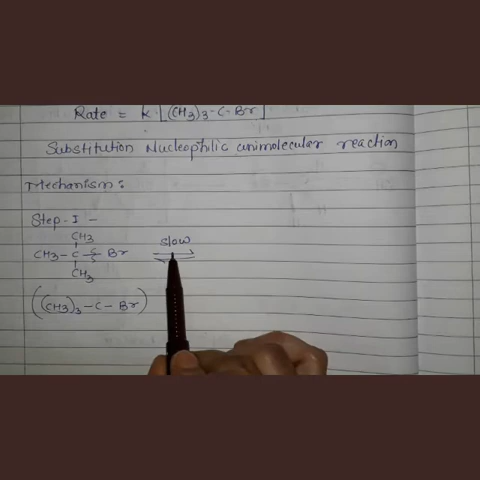 Rate = k [(CH3)3-C-Br]
Substitution Nucleophilic unimolecular reaction
Mechanism:
Step-I -
CH3
CH3-C-Br
CH3
slow
((CH3)3-C-Br)